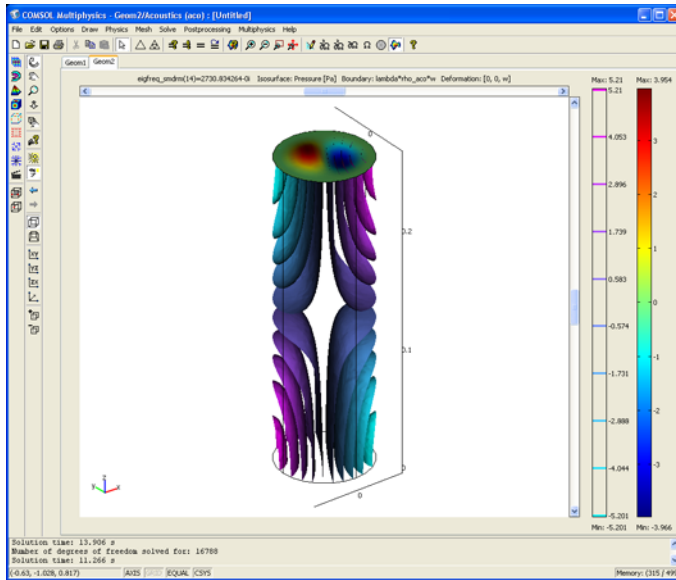 COMSOL Multiphysics - Geom2/Acoustics (aco) : [Untitled]
File Edit Options Draw Physics Mesh Solve Postprocessing Multiphysics Help
Geom1 Geom2
eigfreq_smdrm(14)=2730.834264-0i Isosurface: Pressure [Pa] Boundary: lambda*rho_aco*w Deformation: [0, 0, w]
Max: 5.21 Max: 3.954
5.21
4.053
2.896
1.739
0.583
-0.574
-1.731
-2.888
-4.044
-5.201
3
2
1
0
-1
-2
-3
Min: -5.201 Min: -3.966
0
0.2
0.1
0
0
z
y x
Solution time: 13.906 s
Number of degrees of freedom solved for: 16788
Solution time: 11.266 s
(-0.63, -1.028, 0.817) AXIS GRID EQUAL CSYS Memory: (315 / 499